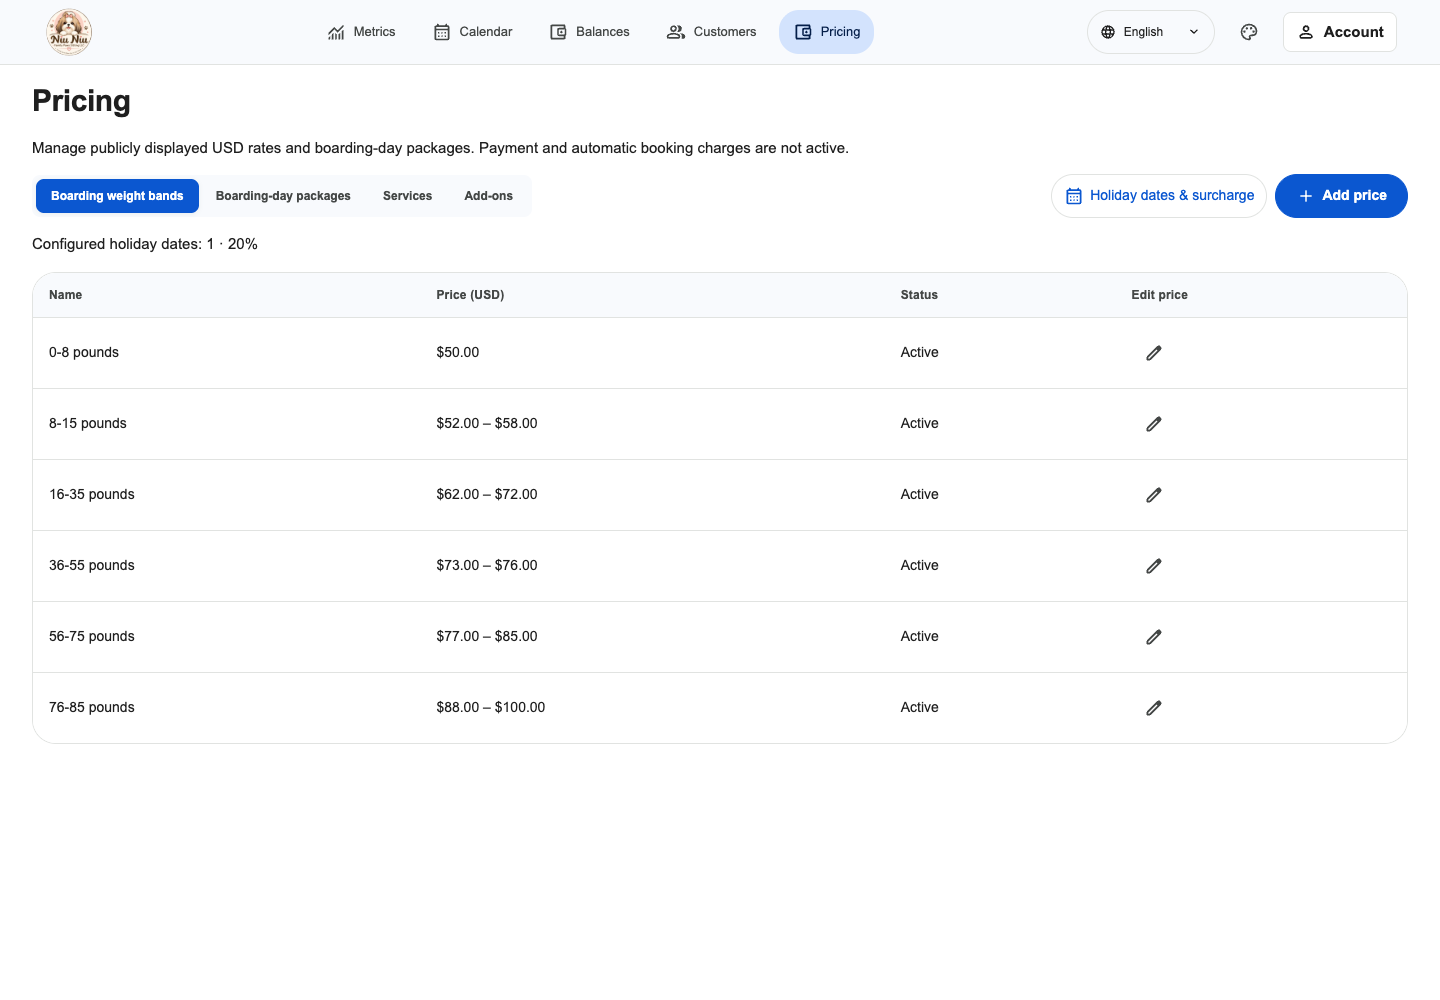 Niu Niu
Metrics
Calendar
Balances
Customers
Pricing
English
Account
Pricing
Manage publicly displayed USD rates and boarding-day packages. Payment and automatic booking charges are not active.
Boarding weight bands
Boarding-day packages
Services
Add-ons
Holiday dates & surcharge
Add price
Configured holiday dates: 1 · 20%
Name Price (USD) Status Edit price
0-8 pounds $50.00 Active
8-15 pounds $52.00 – $58.00 Active
16-35 pounds $62.00 – $72.00 Active
36-55 pounds $73.00 – $76.00 Active
56-75 pounds $77.00 – $85.00 Active
76-85 pounds $88.00 – $100.00 Active